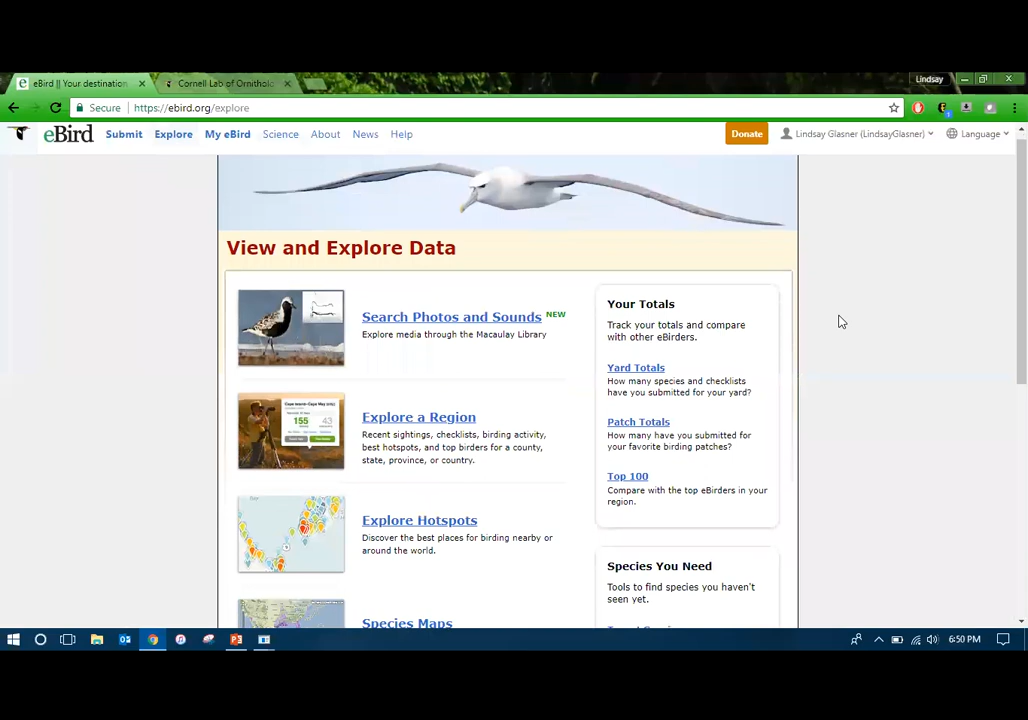 eBird || Your destination
Cornell Lab of Ornitholo
Lindsay
Secure
https://ebird.org/explore
eBird
Submit
Explore
My eBird
Science
About
News
Help
Donate
Lindsay Glasner (LindsayGlasner)
Language
View and Explore Data
Search Photos and Sounds NEW
Explore media through the Macaulay Library
Explore a Region
Recent sightings, checklists, birding activity,
best hotspots, and top birders for a county,
state, province, or country.
155
43
Explore Hotspots
Discover the best places for birding nearby or
around the world.
Species Maps
Your Totals
Track your totals and compare
with other eBirders.
Yard Totals
How many species and checklists
have you submitted for your yard?
Patch Totals
How many have you submitted for
your favorite birding patches?
Top 100
Compare with the top eBirders in your
region.
Species You Need
Tools to find species you haven't
seen yet.
6:50 PM